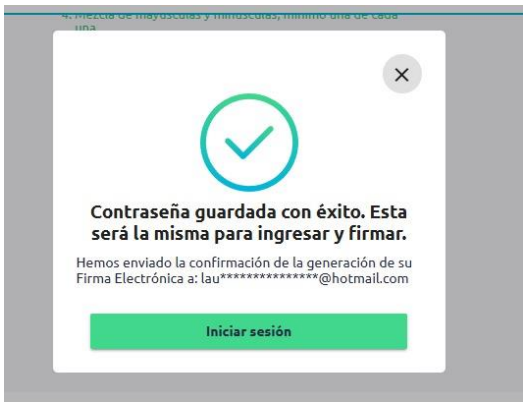 4. Mezcla de mayúsculas y minúsculas, mínimo una de cada
una
Contraseña guardada con éxito. Esta
será la misma para ingresar y firmar.
Hemos enviado la confirmación de la generación de su
Firma Electrónica a: lau***************@hotmail.com
Iniciar sesión